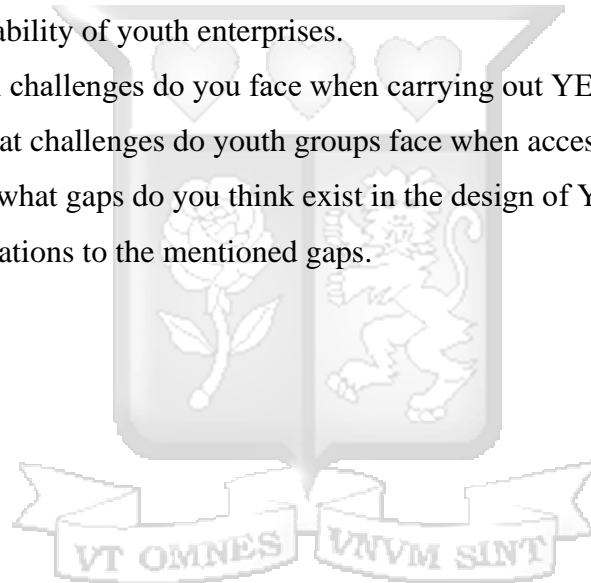 ability of youth enterprises.
challenges do you face when carrying out YE
at challenges do youth groups face when acces
what gaps do you think exist in the design of Y
ations to the mentioned gaps.
VT OMNES VNVM SINT